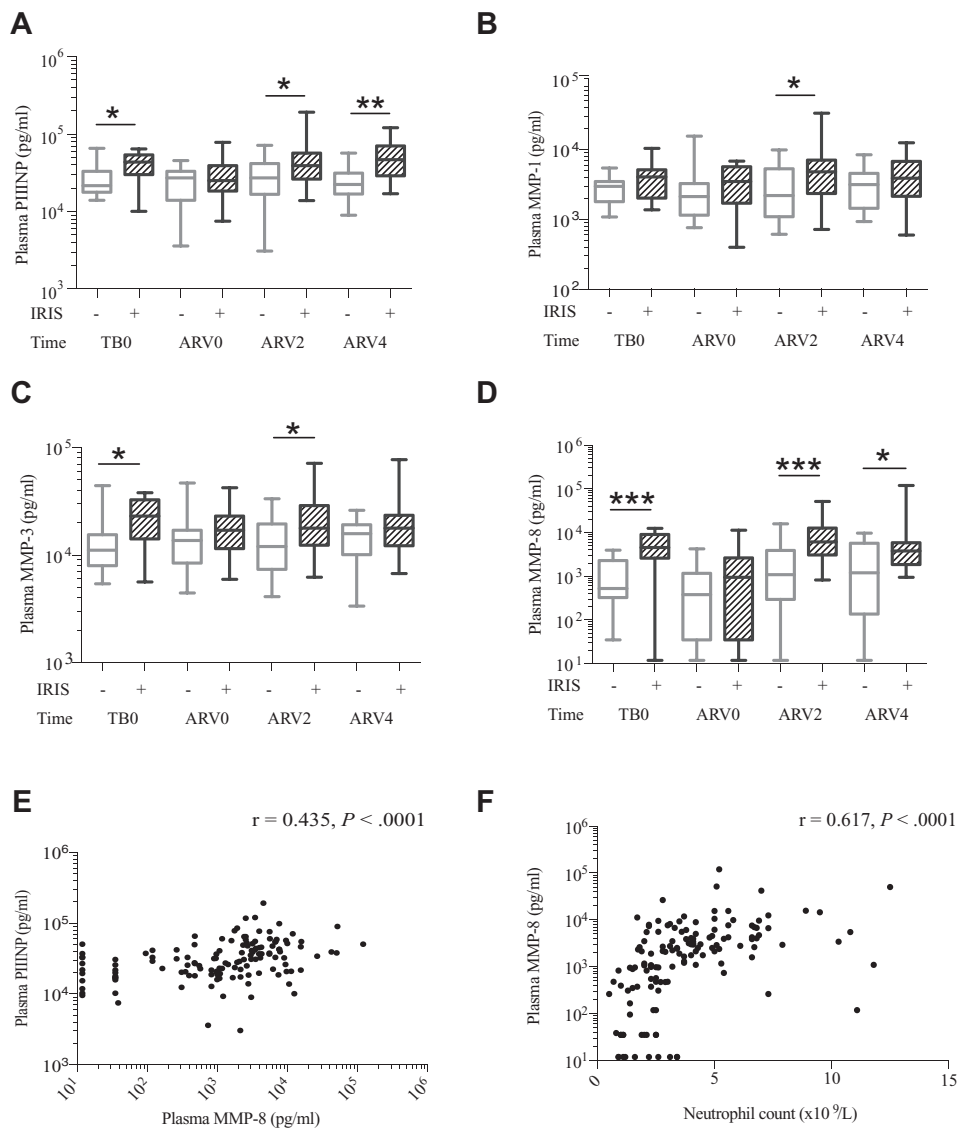 A
Plasma PIIINP (pg/ml)
10^6
10^5
10^4
10^3
* * **
IRIS - + - + - + - +
Time TB0 ARV0 ARV2 ARV4
B
Plasma MMP-1 (pg/ml)
10^5
10^4
10^3
10^2
*
IRIS - + - + - + - +
Time TB0 ARV0 ARV2 ARV4
C
Plasma MMP-3 (pg/ml)
10^5
10^4
10^3
* *
IRIS - + - + - + - +
Time TB0 ARV0 ARV2 ARV4
D
Plasma MMP-8 (pg/ml)
10^6
10^5
10^4
10^3
10^2
10^1
*** *** *
IRIS - + - + - + - +
Time TB0 ARV0 ARV2 ARV4
E
r = 0.435, P < .0001
Plasma PIIINP (pg/ml)
10^6
10^5
10^4
10^3
10^1 10^2 10^3 10^4 10^5 10^6
Plasma MMP-8 (pg/ml)
F
r = 0.617, P < .0001
Plasma MMP-8 (pg/ml)
10^6
10^5
10^4
10^3
10^2
10^1
0 5 10 15
Neutrophil count (x10^9/L)